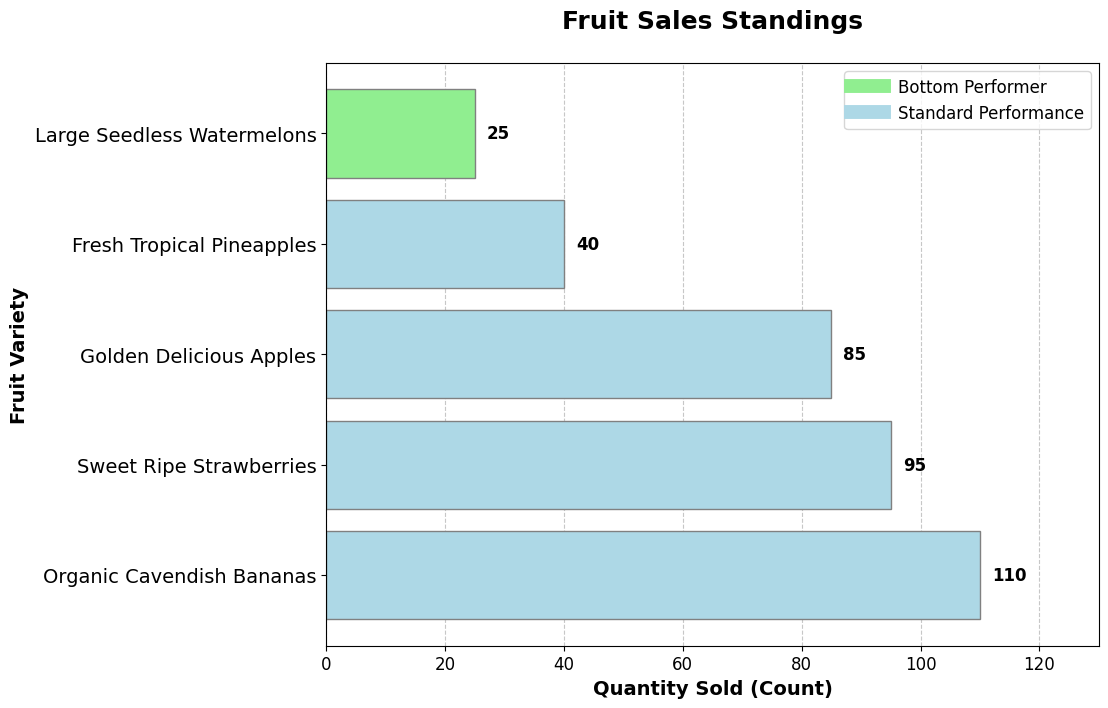 Fruit Sales Standings
Bottom Performer
Standard Performance
Large Seedless Watermelons
25
Fresh Tropical Pineapples
40
Golden Delicious Apples
85
Sweet Ripe Strawberries
95
Organic Cavendish Bananas
110
Fruit Variety
0 20 40 60 80 100 120
Quantity Sold (Count)